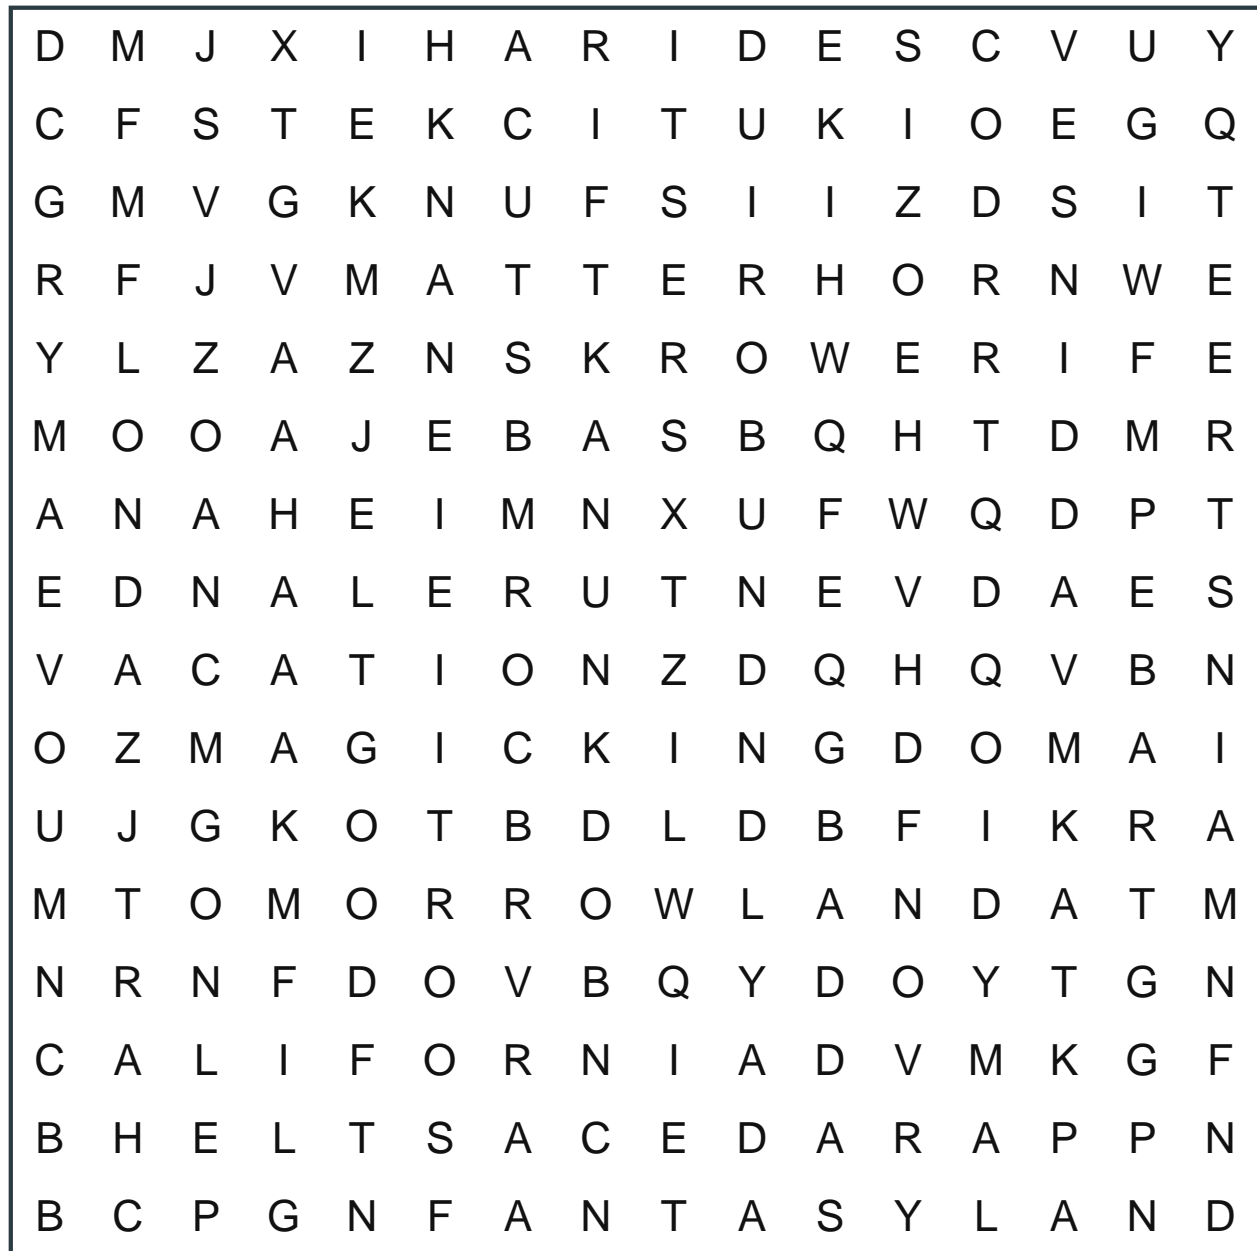 D M J X I H A R I D E S C V U Y
C F S T E K C I T U K I O E G Q
G M V G K N U F S I I Z D S I T
R F J V M A T T E R H O R N W E
Y L Z A Z N S K R O W E R I F E
M O O A J E B A S B Q H T D M R
A N A H E I M N X U F W Q D P T
E D N A L E R U T N E V D A E S
V A C A T I O N Z D Q H Q V B N
O Z M A G I C K I N G D O M A I
U J G K O T B D L D B F I K R A
M T O M O R R O W L A N D A T M
N R N F D O V B Q Y D O Y T G N
C A L I F O R N I A D V M K G F
B H E L T S A C E D A R A P P N
B C P G N F A N T A S Y L A N D